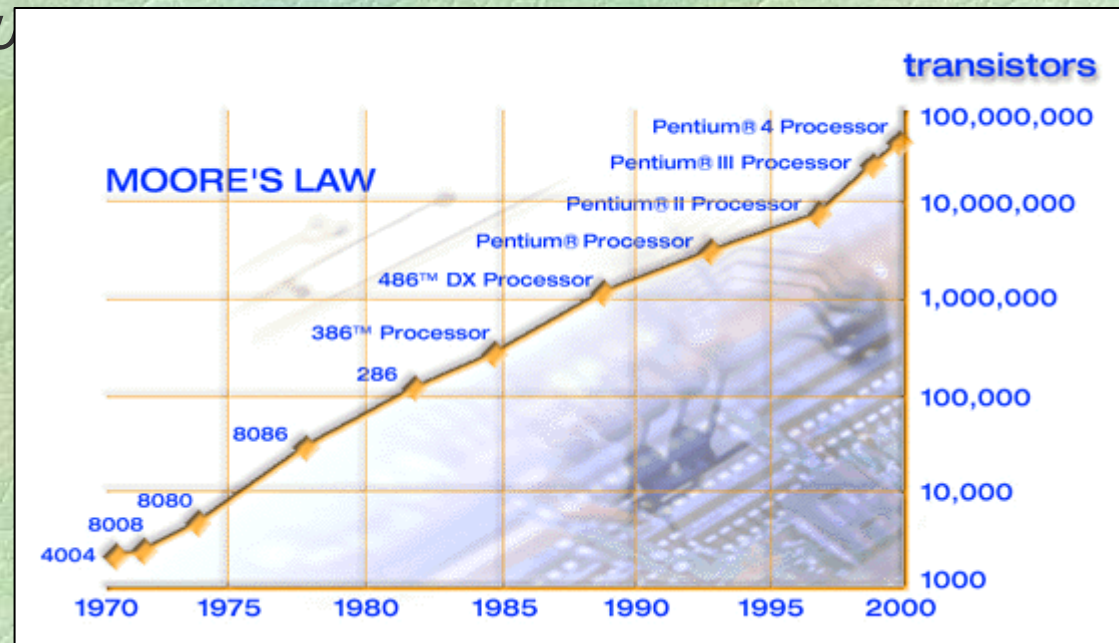 transistors
100,000,000
Pentium® 4 Processor
Pentium® III Processor
MOORE'S LAW
10,000,000
Pentium® II Processor
Pentium® Processor
486™ DX Processor
1,000,000
386™ Processor
286
100,000
8086
8080
10,000
8008
4004
1000
1970 1975 1980 1985 1990 1995 2000